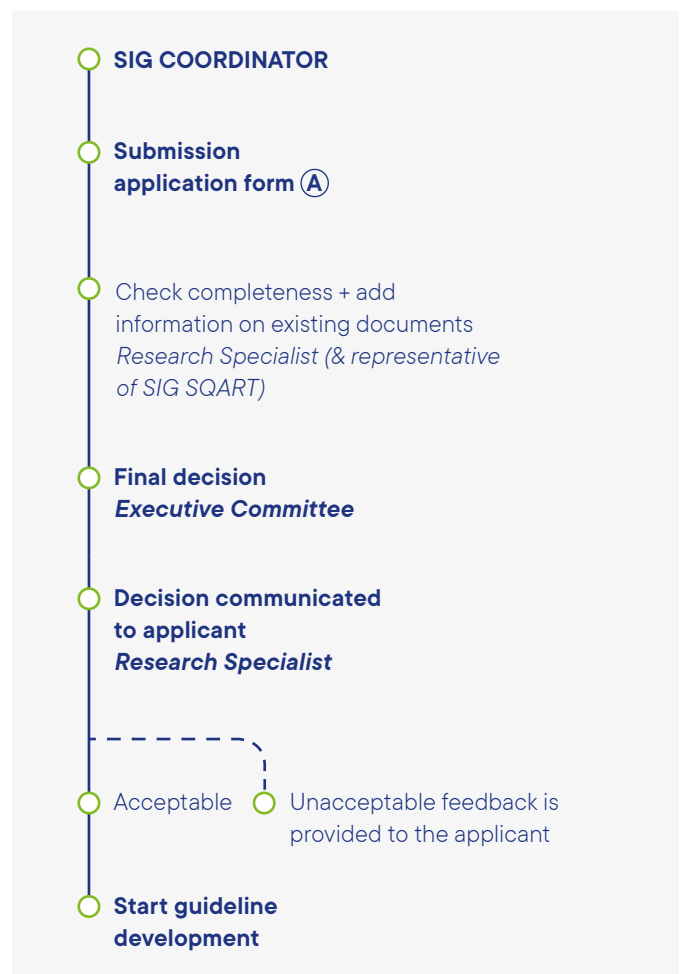 SIG COORDINATOR
Submission
application form Ⓐ
Check completeness + add
information on existing documents
Research Specialist (& representative
of SIG SQART)
Final decision
Executive Committee
Decision communicated
to applicant
Research Specialist
Acceptable
Unacceptable feedback is
provided to the applicant
Start guideline
development